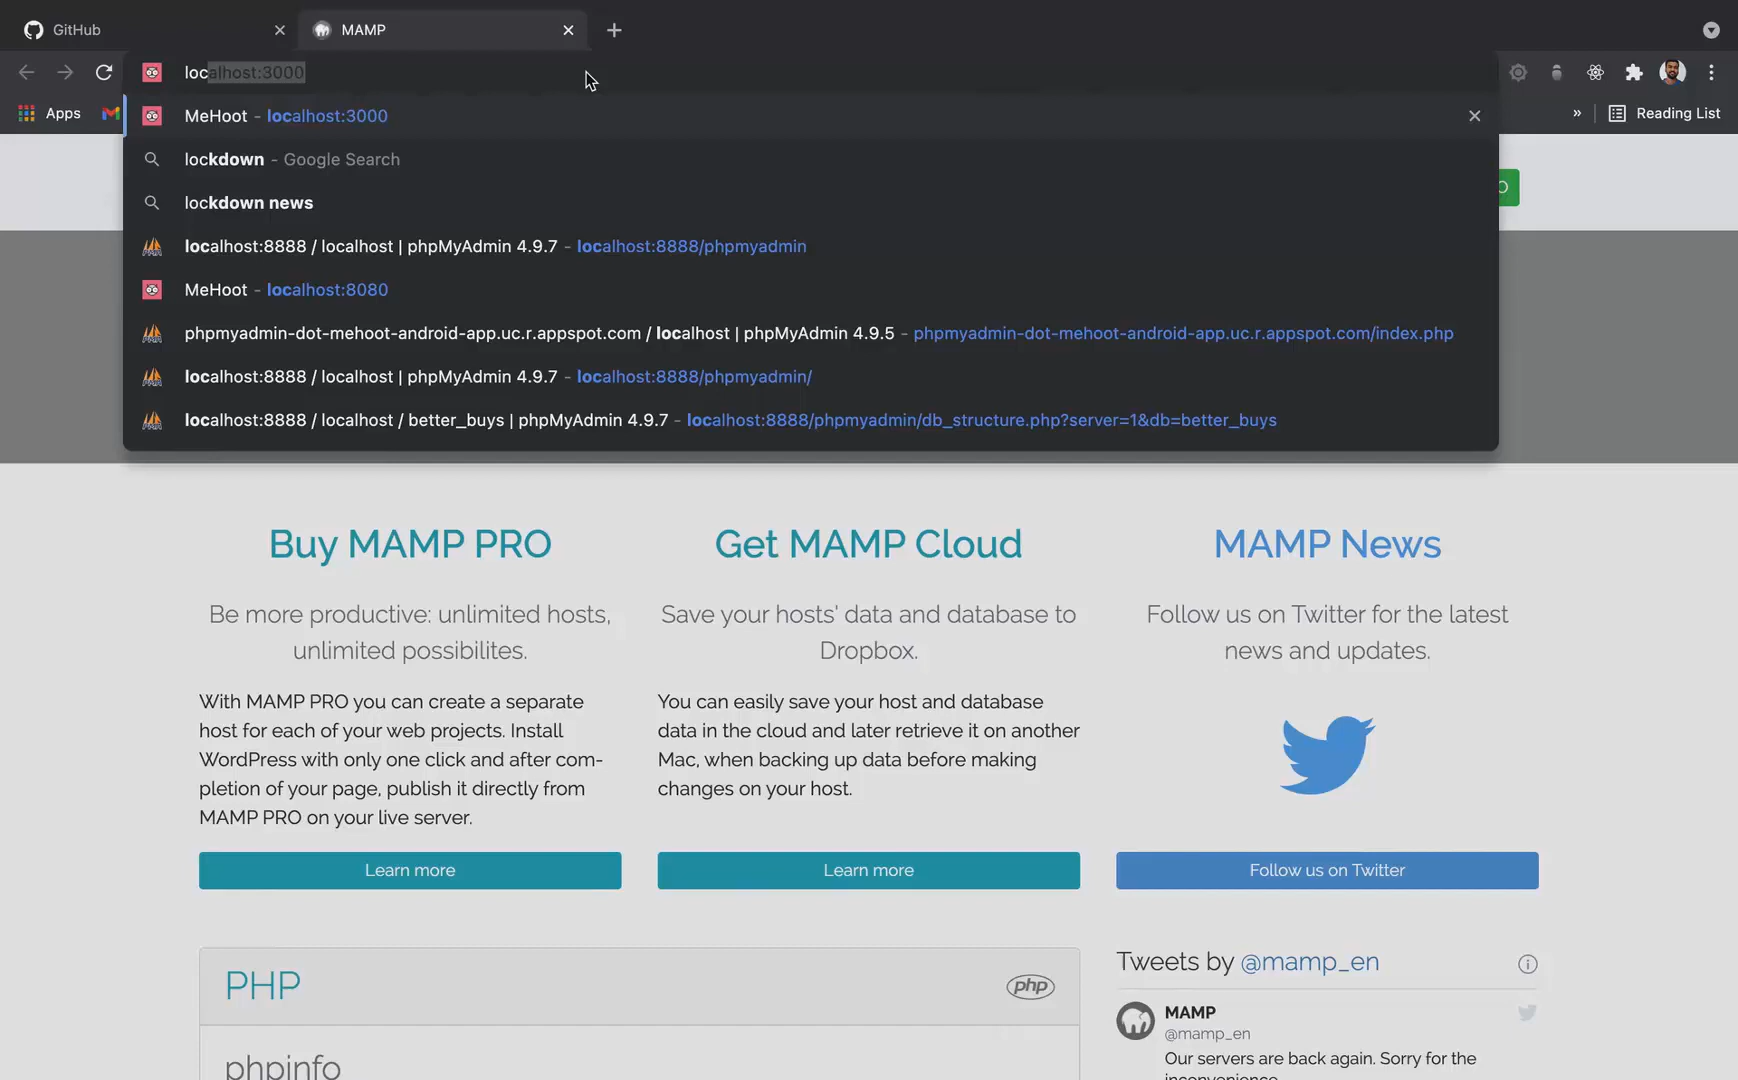 GitHub
MAMP
localhost:3000
Apps
Reading List
MeHoot - localhost:3000
lockdown - Google Search
lockdown news
localhost:8888 / localhost | phpMyAdmin 4.9.7 - localhost:8888/phpmyadmin
MeHoot - localhost:8080
phpmyadmin-dot-mehoot-android-app.uc.r.appspot.com / localhost | phpMyAdmin 4.9.5 - phpmyadmin-dot-mehoot-android-app.uc.r.appspot.com/index.php
localhost:8888 / localhost | phpMyAdmin 4.9.7 - localhost:8888/phpmyadmin/
localhost:8888 / localhost / better_buys | phpMyAdmin 4.9.7 - localhost:8888/phpmyadmin/db_structure.php?server=1&db=better_buys
Buy MAMP PRO
Be more productive: unlimited hosts,
unlimited possibilites.
With MAMP PRO you can create a separate
host for each of your web projects. Install
WordPress with only one click and after com-
pletion of your page, publish it directly from
MAMP PRO on your live server.
Learn more
Get MAMP Cloud
Save your hosts' data and database to
Dropbox.
You can easily save your host and database
data in the cloud and later retrieve it on another
Mac, when backing up data before making
changes on your host.
Learn more
MAMP News
Follow us on Twitter for the latest
news and updates.
Follow us on Twitter
PHP
php
phpinfo
Tweets by @mamp_en
MAMP
@mamp_en
Our servers are back again. Sorry for the
inconvenience